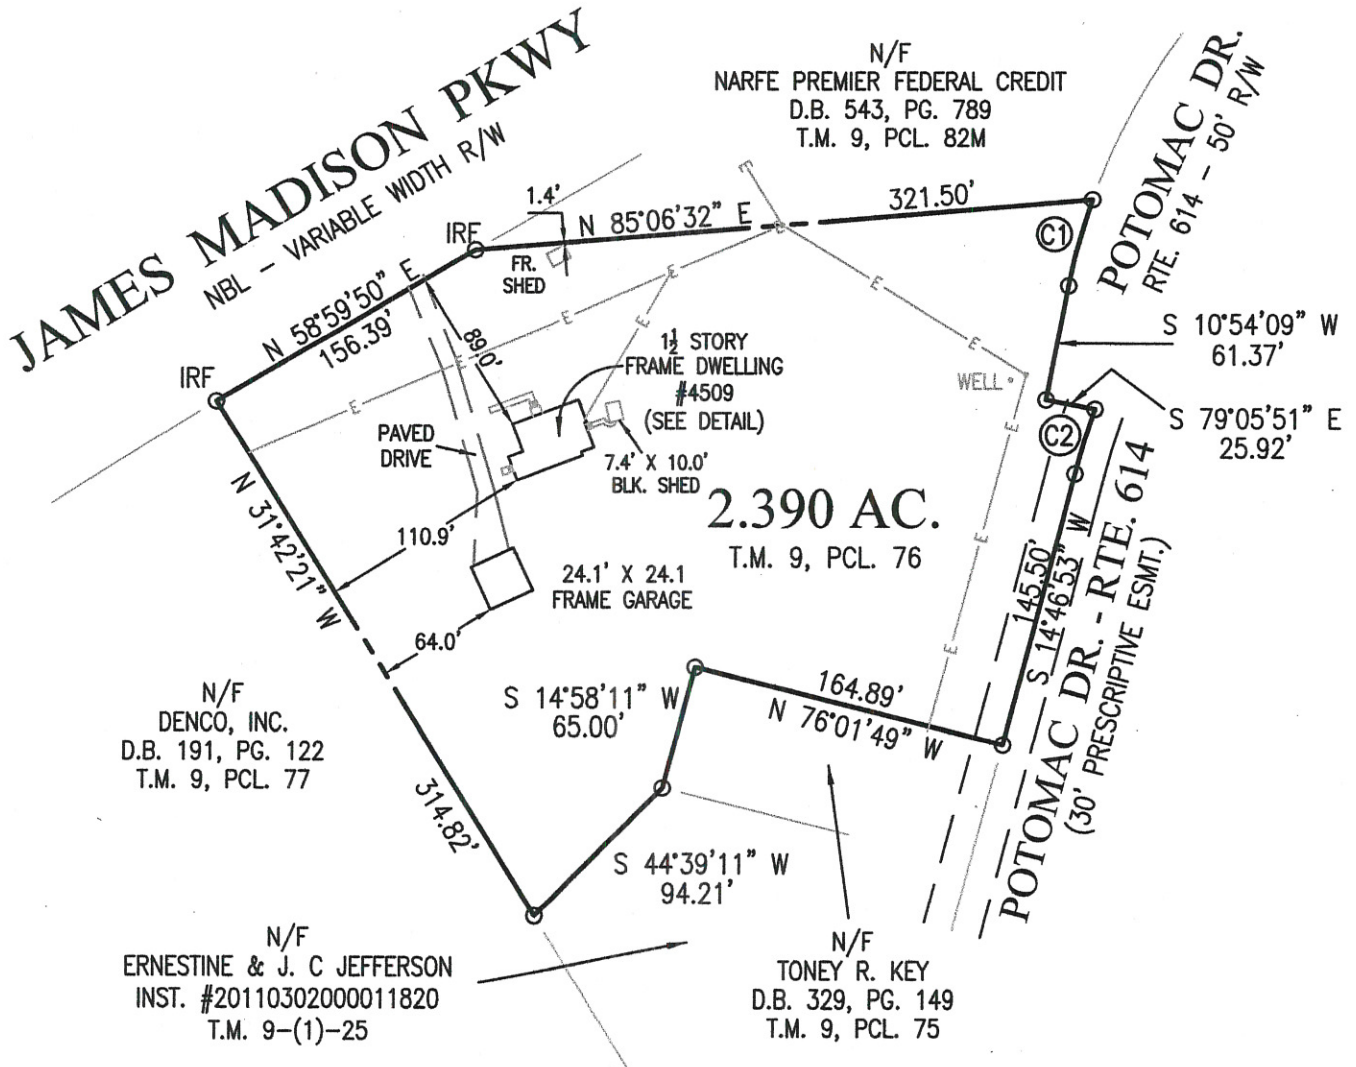 JAMES MADISON PKWY
NBL – VARIABLE WIDTH R/W
N/F
NARFE PREMIER FEDERAL CREDIT
D.B. 543, PG. 789
T.M. 9, PCL. 82M
POTOMAC DR.
RTE. 614 – 50' R/W
1.4'
IRF
N 85°06'32" E
321.50'
FR.
SHED
C1
N 58°59'50" E
156.39'
IRF
89.0'
E
E
E
E
E
E
E
E
E
E
E
E
1½ STORY
FRAME DWELLING
#4509
(SEE DETAIL)
WELL
S 10°54'09" W
61.37'
S 79°05'51" E
25.92'
C2
PAVED
DRIVE
7.4' X 10.0'
BLK. SHED
2.390 AC.
T.M. 9, PCL. 76
N 31°42'21" W
314.82'
110.9'
24.1' X 24.1
FRAME GARAGE
64.0'
145.50'
S 14°46'53" W
POTOMAC DR. - RTE. 614
(30' PRESCRIPTIVE ESMT.)
S 14°58'11" W
65.00'
164.89'
N 76°01'49" W
N/F
DENCO, INC.
D.B. 191, PG. 122
T.M. 9, PCL. 77
S 44°39'11" W
94.21'
N/F
ERNESTINE & J. C JEFFERSON
INST. #20110302000011820
T.M. 9–(1)–25
N/F
TONEY R. KEY
D.B. 329, PG. 149
T.M. 9, PCL. 75